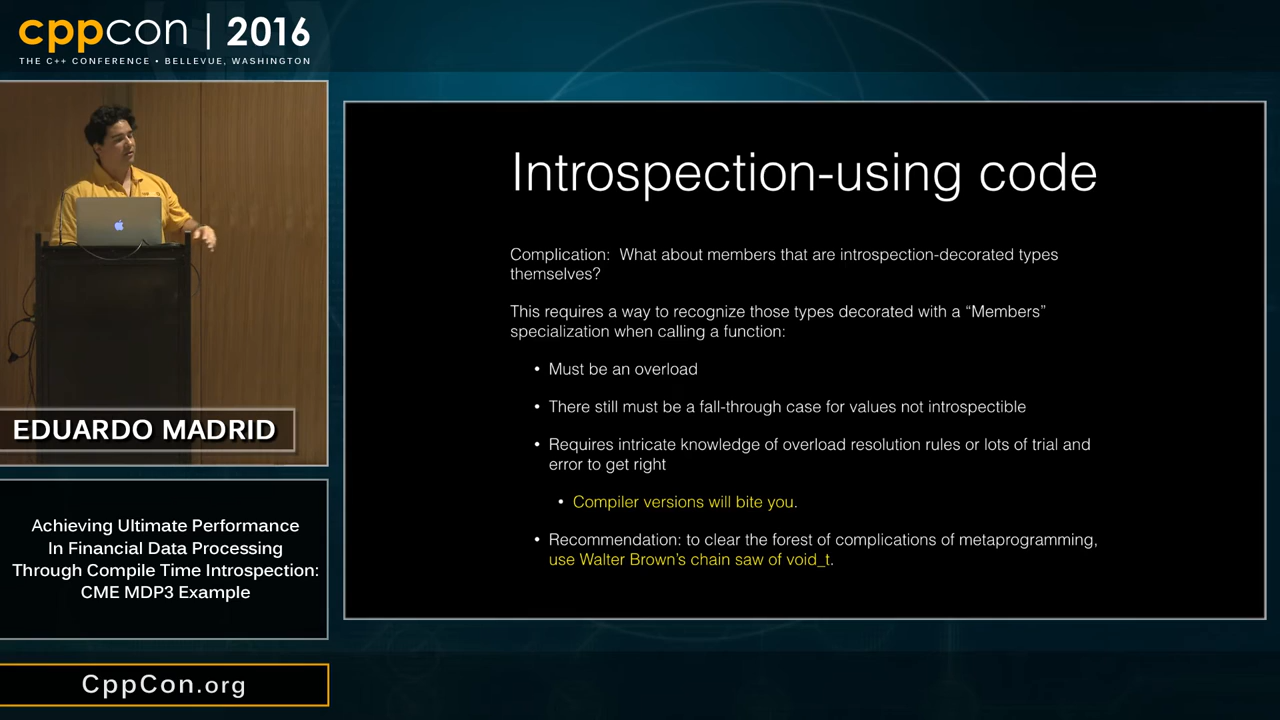 cppcon | 2016
THE C++ CONFERENCE • BELLEVUE, WASHINGTON
EDUARDO MADRID
Achieving Ultimate Performance
In Financial Data Processing
Through Compile Time Introspection:
CME MDP3 Example
CppCon.org
Introspection-using code
Complication: What about members that are introspection-decorated types
themselves?
This requires a way to recognize those types decorated with a “Members”
specialization when calling a function:
• Must be an overload
• There still must be a fall-through case for values not introspectible
• Requires intricate knowledge of overload resolution rules or lots of trial and
error to get right
• Compiler versions will bite you.
• Recommendation: to clear the forest of complications of metaprogramming,
use Walter Brown’s chain saw of void_t.